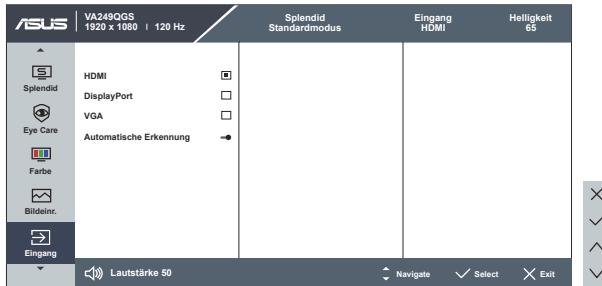 ASUS
VA249QGS
1920 x 1080 | 120 Hz
Splendid
Standardmodus
Eingang
HDMI
Helligkeit
65
Splendid
Eye Care
Farbe
Bildeinr.
Eingang
HDMI
DisplayPort
VGA
Automatische Erkennung
Lautstärke 50
Navigate
Select
Exit